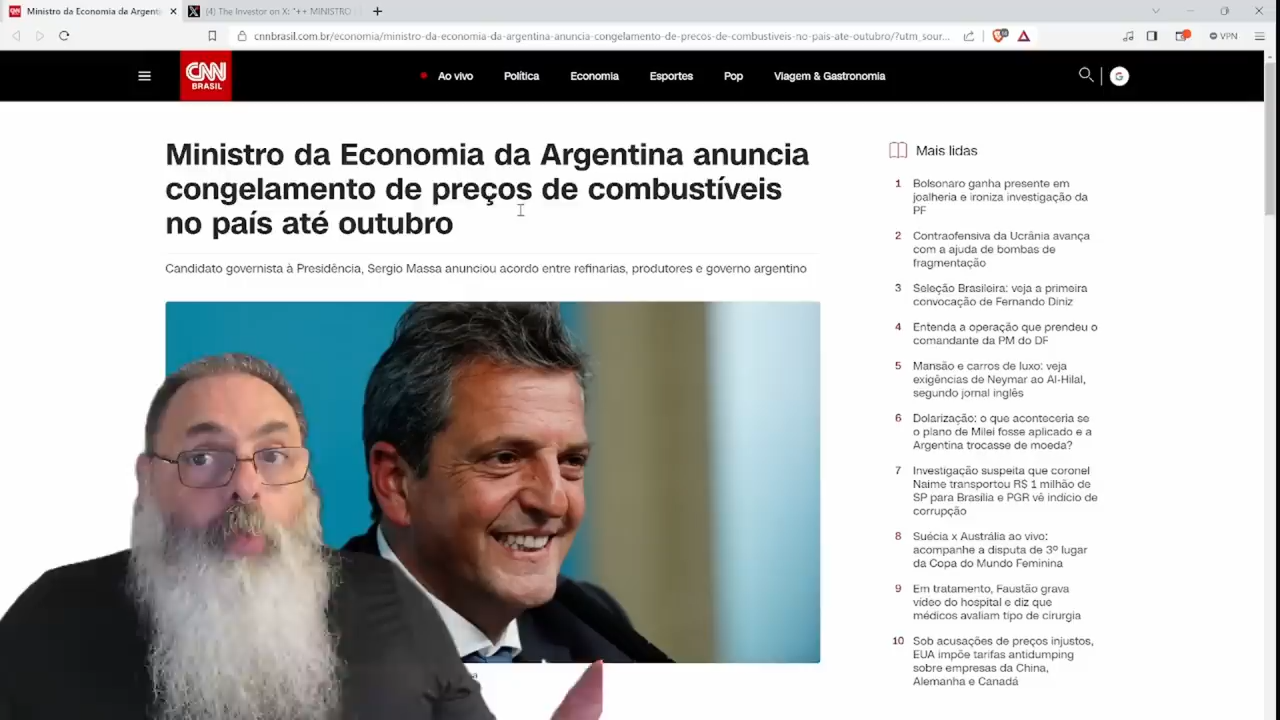 Ministro da Economia da Argenti
(4) The Investor on X: "++ MINISTRO
cnnbrasil.com.br/economia/ministro-da-economia-da-argentina-anuncia-congelamento-de-precos-de-combustiveis-no-pais-ate-outubro/?utm_sour...
VPN
CNN
BRASIL
Ao vivo
Política
Economia
Esportes
Pop
Viagem & Gastronomia
G
Ministro da Economia da Argentina anuncia
congelamento de preços de combustíveis
no país até outubro
Candidato governista à Presidência, Sergio Massa anunciou acordo entre refinarias, produtores e governo argentino
Mais lidas
1 Bolsonaro ganha presente em
joalheria e ironiza investigação da
PF
2 Contraofensiva da Ucrânia avança
com a ajuda de bombas de
fragmentação
3 Seleção Brasileira: veja a primeira
convocação de Fernando Diniz
4 Entenda a operação que prendeu o
comandante da PM do DF
5 Mansão e carros de luxo: veja
exigências de Neymar ao Al-Hilal,
segundo jornal inglês
6 Dolarização: o que aconteceria se
o plano de Milei fosse aplicado e a
Argentina trocasse de moeda?
7 Investigação suspeita que coronel
Naime transportou R$ 1 milhão de
SP para Brasília e PGR vê indício de
corrupção
8 Suécia x Austrália ao vivo:
acompanhe a disputa de 3º lugar
da Copa do Mundo Feminina
9 Em tratamento, Faustão grava
vídeo do hospital e diz que
médicos avaliam tipo de cirurgia
10 Sob acusações de preços injustos,
EUA impõe tarifas antidumping
sobre empresas da China,
Alemanha e Canadá